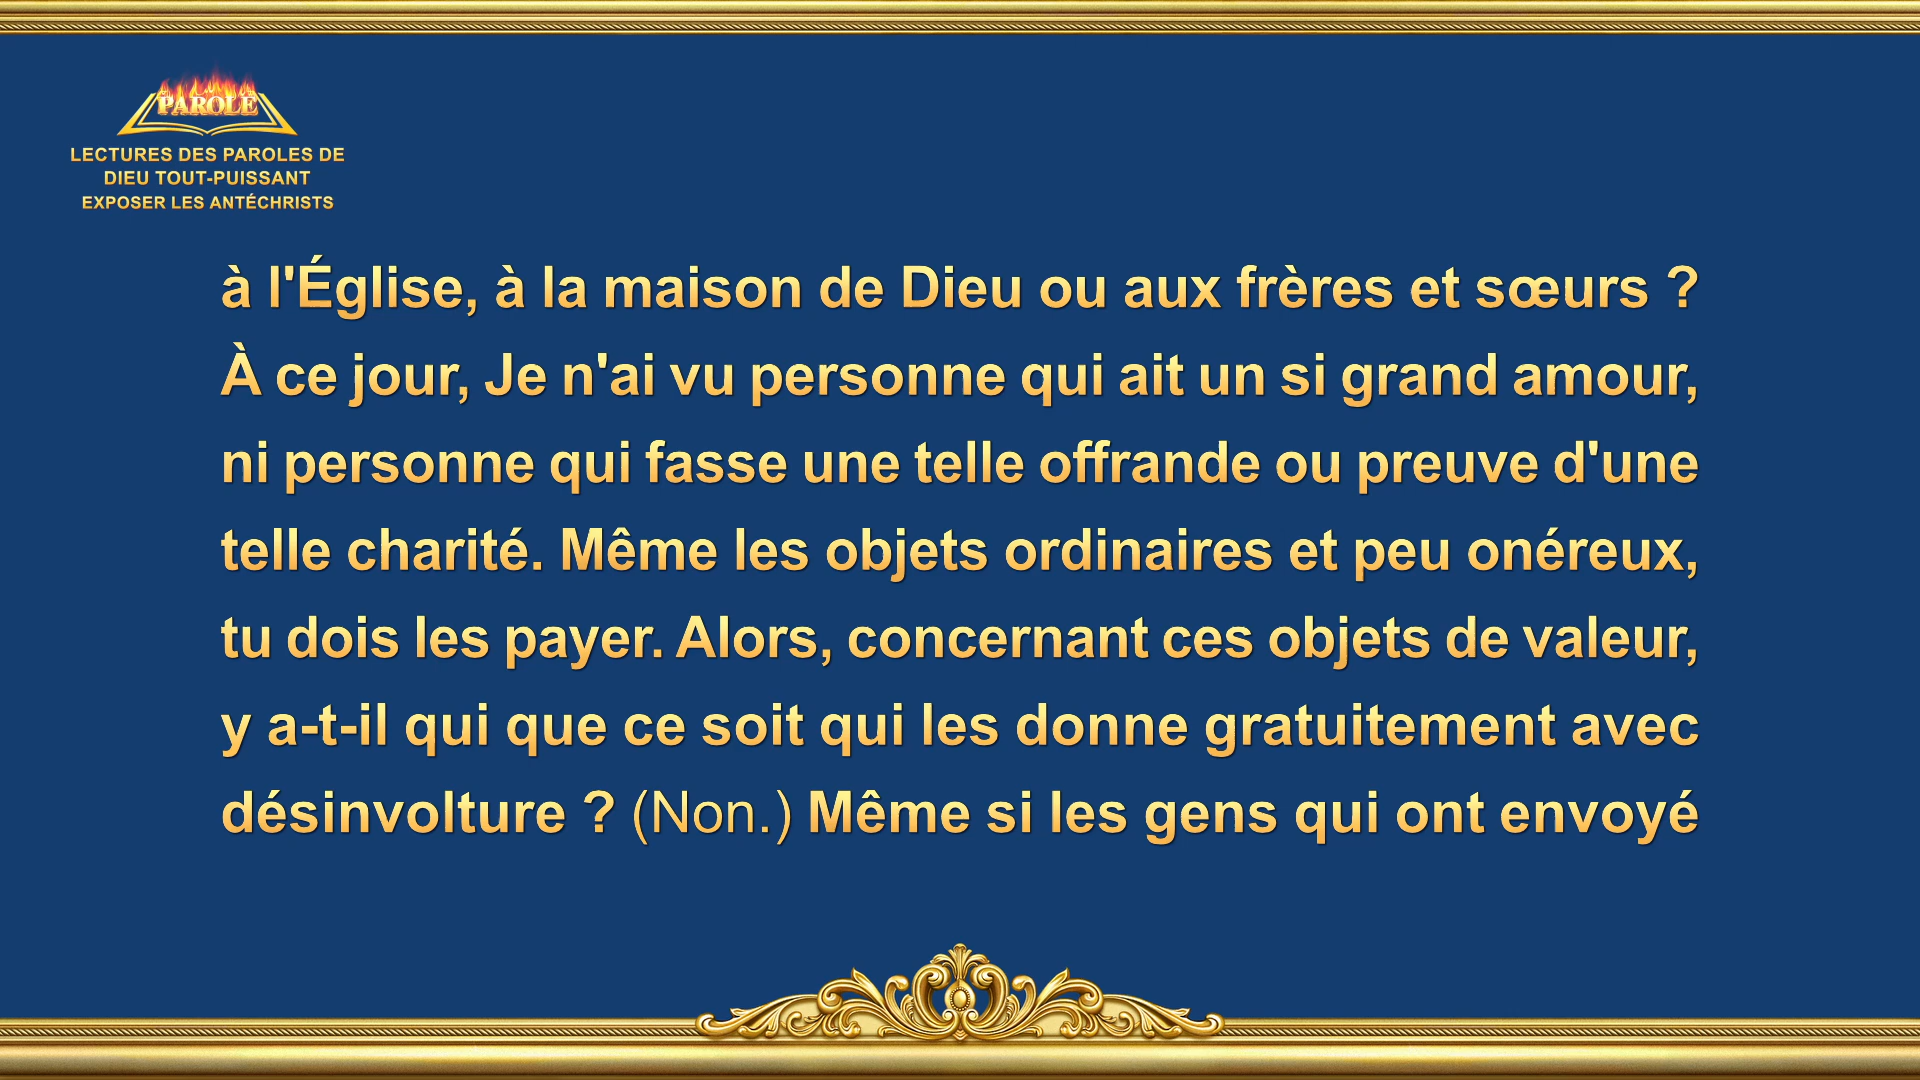 PAROLE
LECTURES DES PAROLES DE
DIEU TOUT-PUISSANT
EXPOSER LES ANTÉCHRISTS
à l'Église, à la maison de Dieu ou aux frères et sœurs ?
À ce jour, Je n'ai vu personne qui ait un si grand amour,
ni personne qui fasse une telle offrande ou preuve d'une
telle charité. Même les objets ordinaires et peu onéreux,
tu dois les payer. Alors, concernant ces objets de valeur,
y a-t-il qui que ce soit qui les donne gratuitement avec
désinvolture ? (Non.) Même si les gens qui ont envoyé